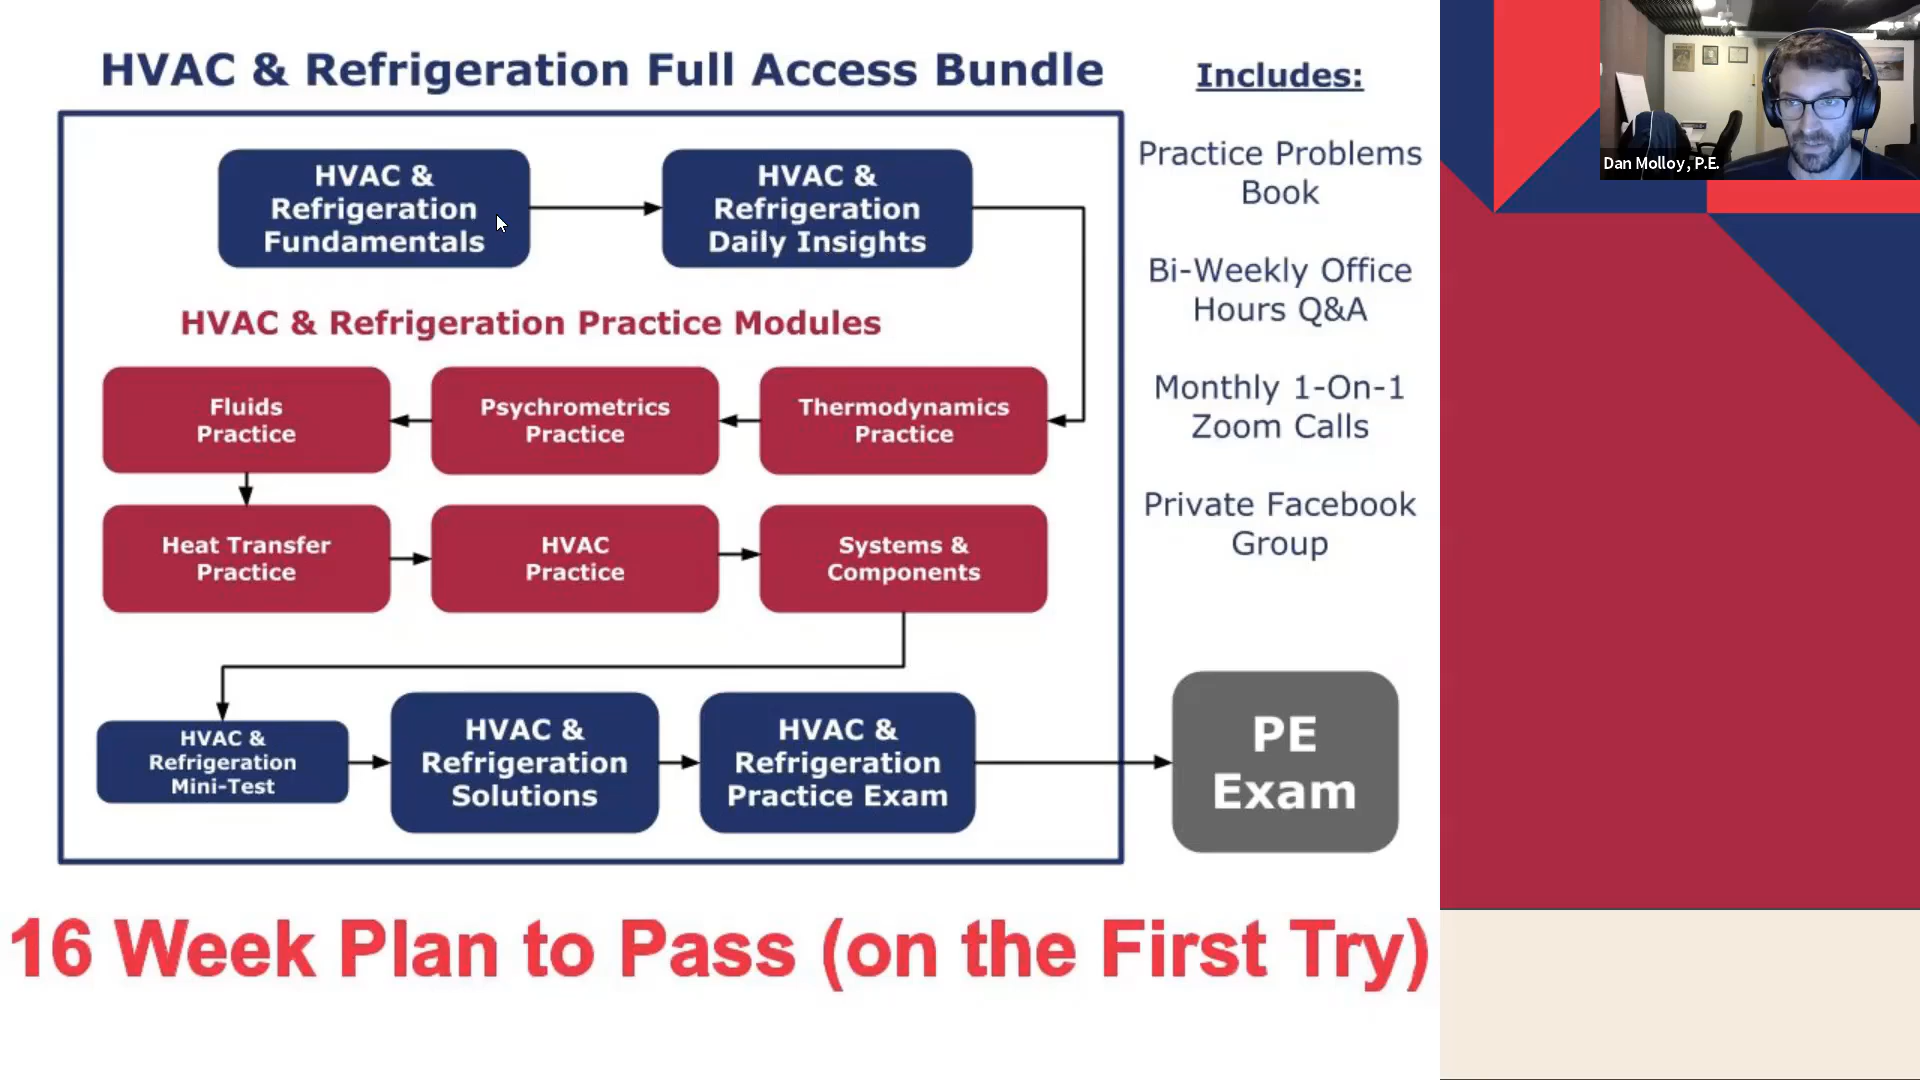 HVAC & Refrigeration Full Access Bundle
HVAC &
Refrigeration
Fundamentals
HVAC &
Refrigeration
Daily Insights
HVAC & Refrigeration Practice Modules
Fluids
Practice
Psychrometrics
Practice
Thermodynamics
Practice
Heat Transfer
Practice
HVAC
Practice
Systems &
Components
HVAC &
Refrigeration
Mini-Test
HVAC &
Refrigeration
Solutions
HVAC &
Refrigeration
Practice Exam
PE
Exam
Includes:
Practice Problems
Book
Bi-Weekly Office
Hours Q&A
Monthly 1-On-1
Zoom Calls
Private Facebook
Group
16 Week Plan to Pass (on the First Try)
Dan Molloy, P.E.